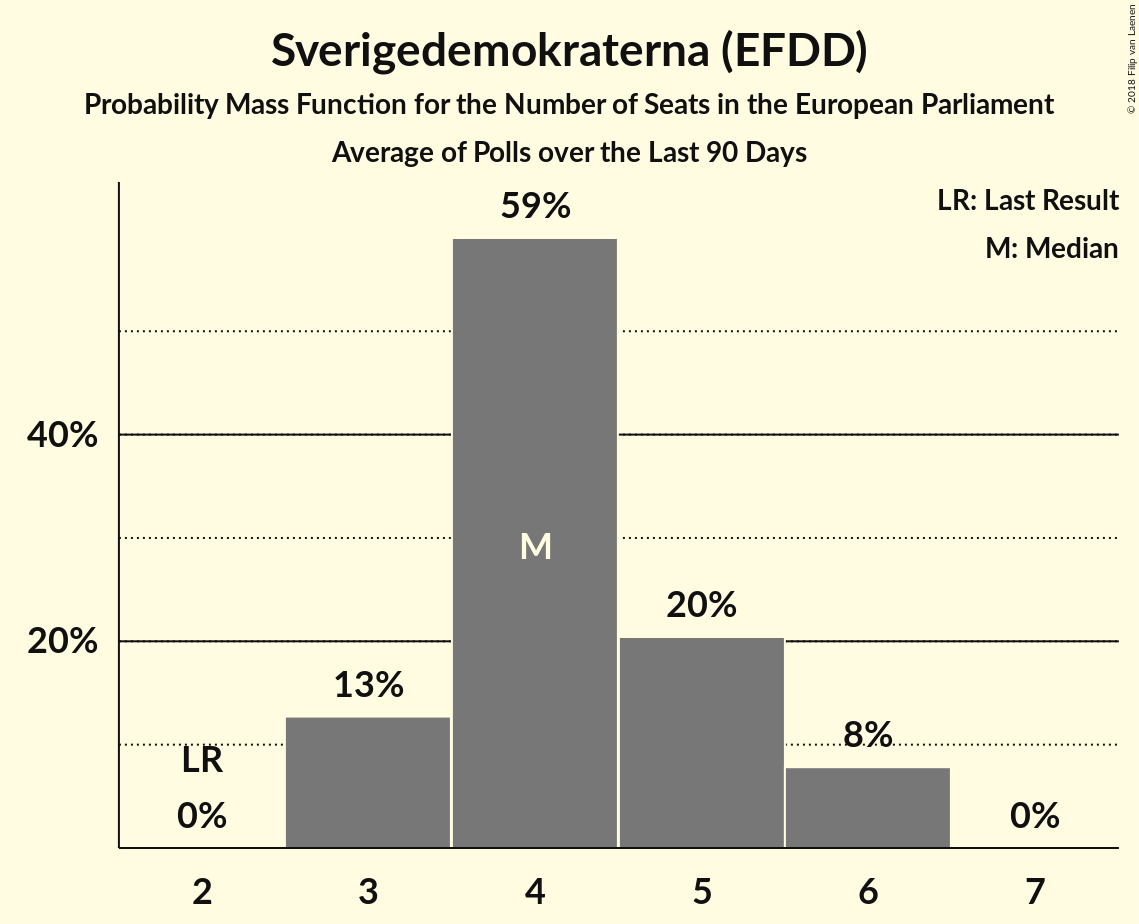 Sverigedemokraterna (EFDD)
Probability Mass Function for the Number of Seats in the European Parliament
Average of Polls over the Last 90 Days
© 2018 Filip van Laenen
LR: Last Result
M: Median
59%
40%
M
20%
20%
13%
8%
LR
0%
0%
2 3 4 5 6 7